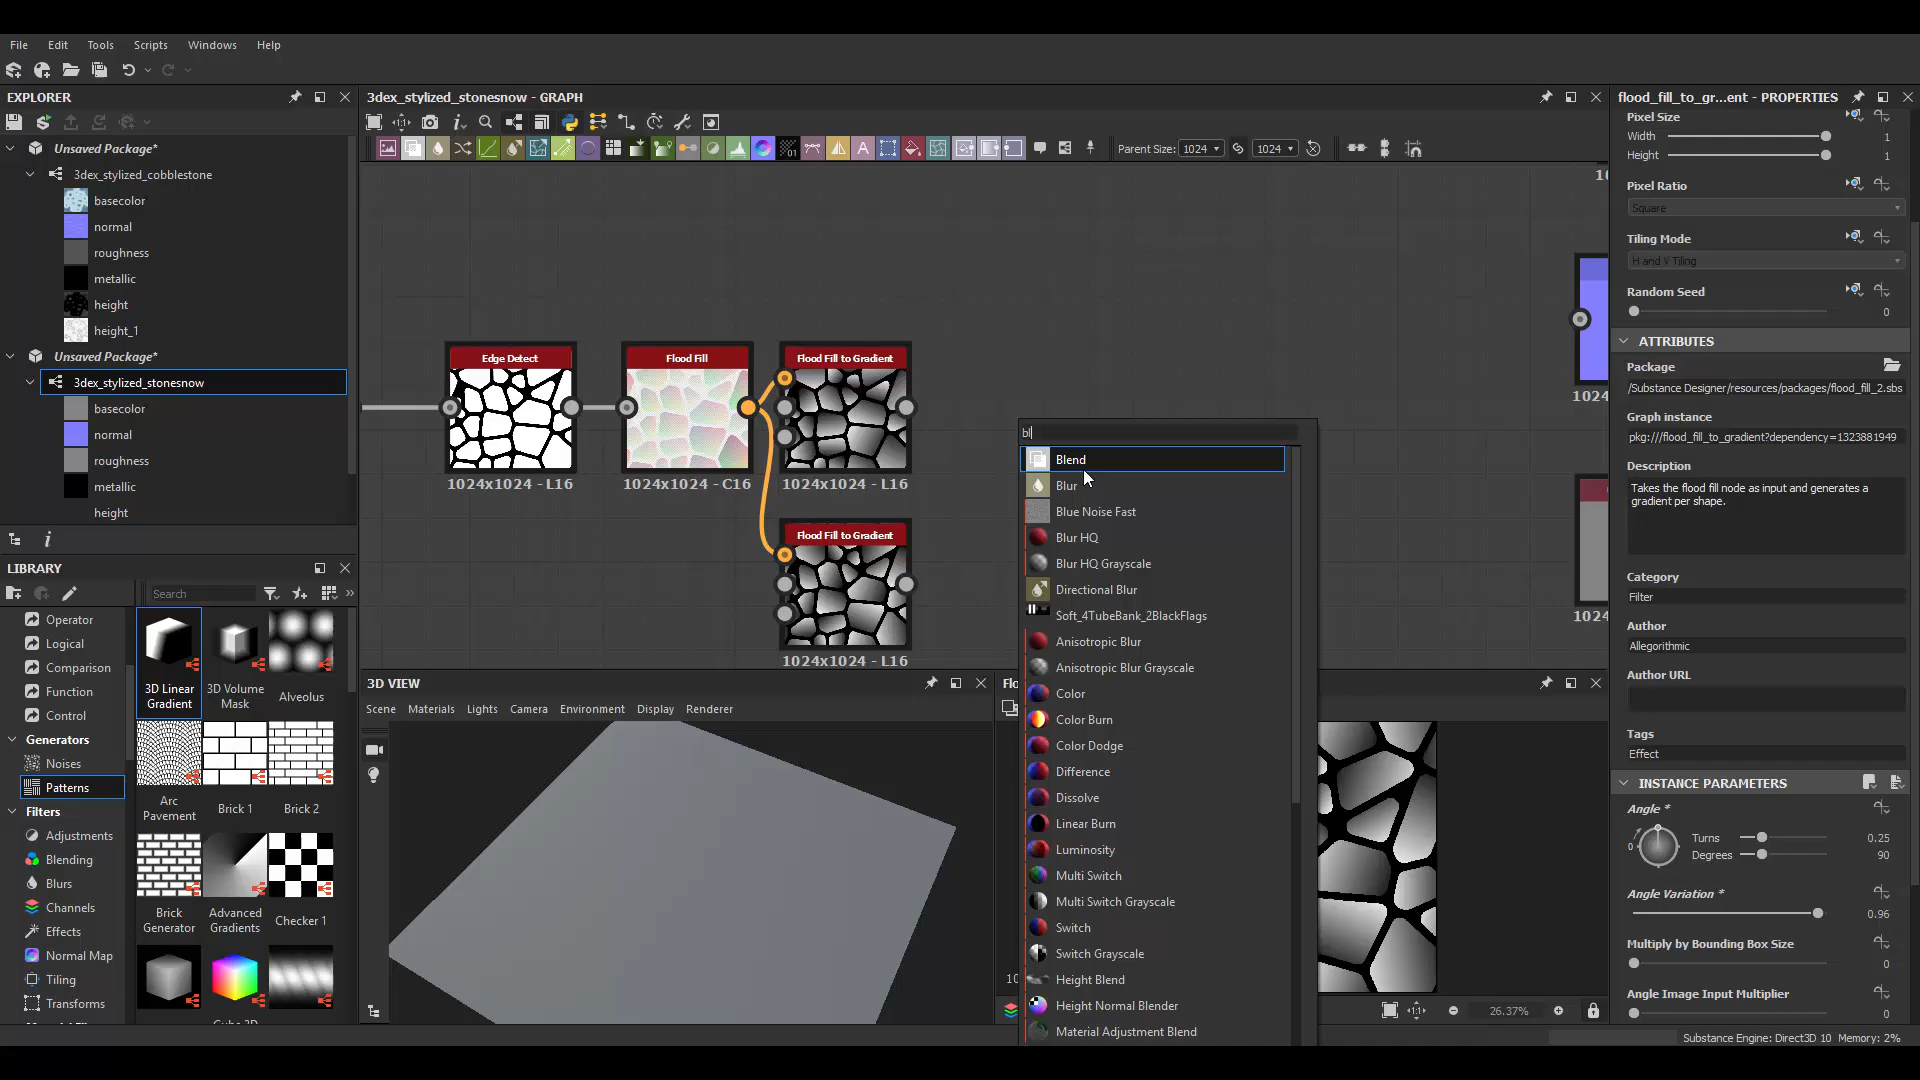 File Edit Tools Scripts Windows Help
EXPLORER
Unsaved Package*
3dex_stylized_cobblestone
basecolor
normal
roughness
metallic
height
height_1
Unsaved Package*
3dex_stylized_stonesnow
basecolor
normal
roughness
metallic
height
LIBRARY
Search
Operator
Logical
Comparison
Function
Control
Generators
Noises
Patterns
Filters
Adjustments
Blending
Blurs
Channels
Effects
Normal Map
Tiling
Transforms
3D Linear Gradient
3D Volume Mask
Alveolus
Arc Pavement
Brick 1
Brick 2
Brick Generator
Advanced Gradients
Checker 1
3dex_stylized_stonesnow - GRAPH
Parent Size: 1024 1024
Edge Detect
1024x1024 - L16
Flood Fill
1024x1024 - C16
Flood Fill to Gradient
1024x1024 - L16
Flood Fill to Gradient
1024x1024 - L16
10
1024
1024
bl
Blend
Blur
Blue Noise Fast
Blur HQ
Blur HQ Grayscale
Directional Blur
Soft_4TubeBank_2BlackFlags
Anisotropic Blur
Anisotropic Blur Grayscale
Color
Color Burn
Color Dodge
Difference
Dissolve
Linear Burn
Luminosity
Multi Switch
Multi Switch Grayscale
Switch
Switch Grayscale
Height Blend
Height Normal Blender
Material Adjustment Blend
3D VIEW
Scene Materials Lights Camera Environment Display Renderer
Flo
10
26.37%
flood_fill_to_gr...ent - PROPERTIES
Pixel Size
Width 1
Height 1
Pixel Ratio
Square
Tiling Mode
H and V Tiling
Random Seed
0
ATTRIBUTES
Package
/Substance Designer/resources/packages/flood_fill_2.sbs
Graph instance
pkg:///flood_fill_to_gradient?dependency=1323881949
Description
Takes the flood fill node as input and generates a
gradient per shape.
Category
Filter
Author
Allegorithmic
Author URL
Tags
Effect
INSTANCE PARAMETERS
Angle *
0 Turns 0.25
Degrees 90
Angle Variation *
0.96
Multiply by Bounding Box Size
0
Angle Image Input Multiplier
0
Substance Engine: Direct3D 10 Memory: 2%